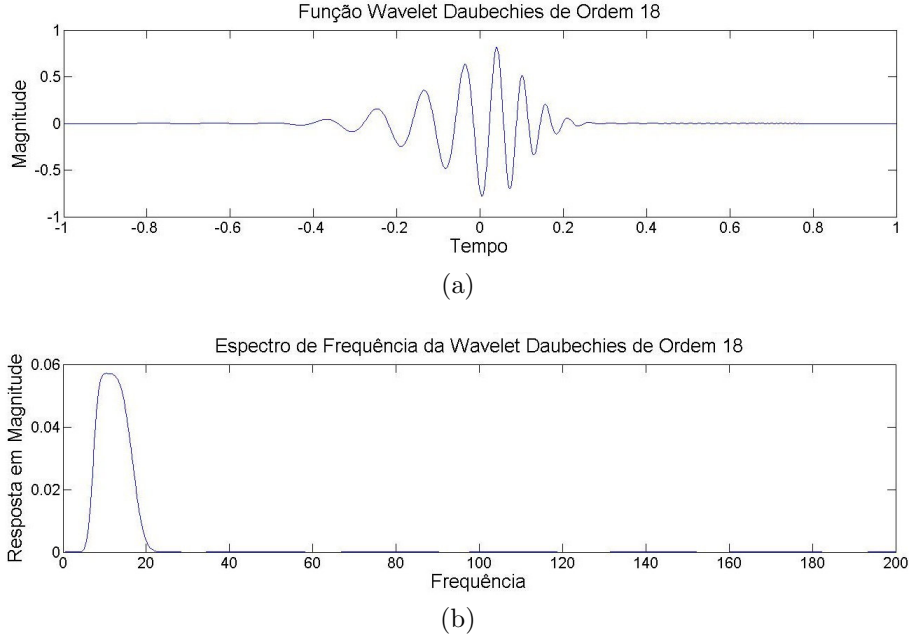 Função Wavelet Daubechies de Ordem 18
Magnitude
1
0.5
0
-0.5
-1
-1 -0.8 -0.6 -0.4 -0.2 0 0.2 0.4 0.6 0.8 1
Tempo
(a)
Espectro de Frequência da Wavelet Daubechies de Ordem 18
Resposta em Magnitude
0.06
0.04
0.02
0
0 20 40 60 80 100 120 140 160 180 200
Frequência
(b)